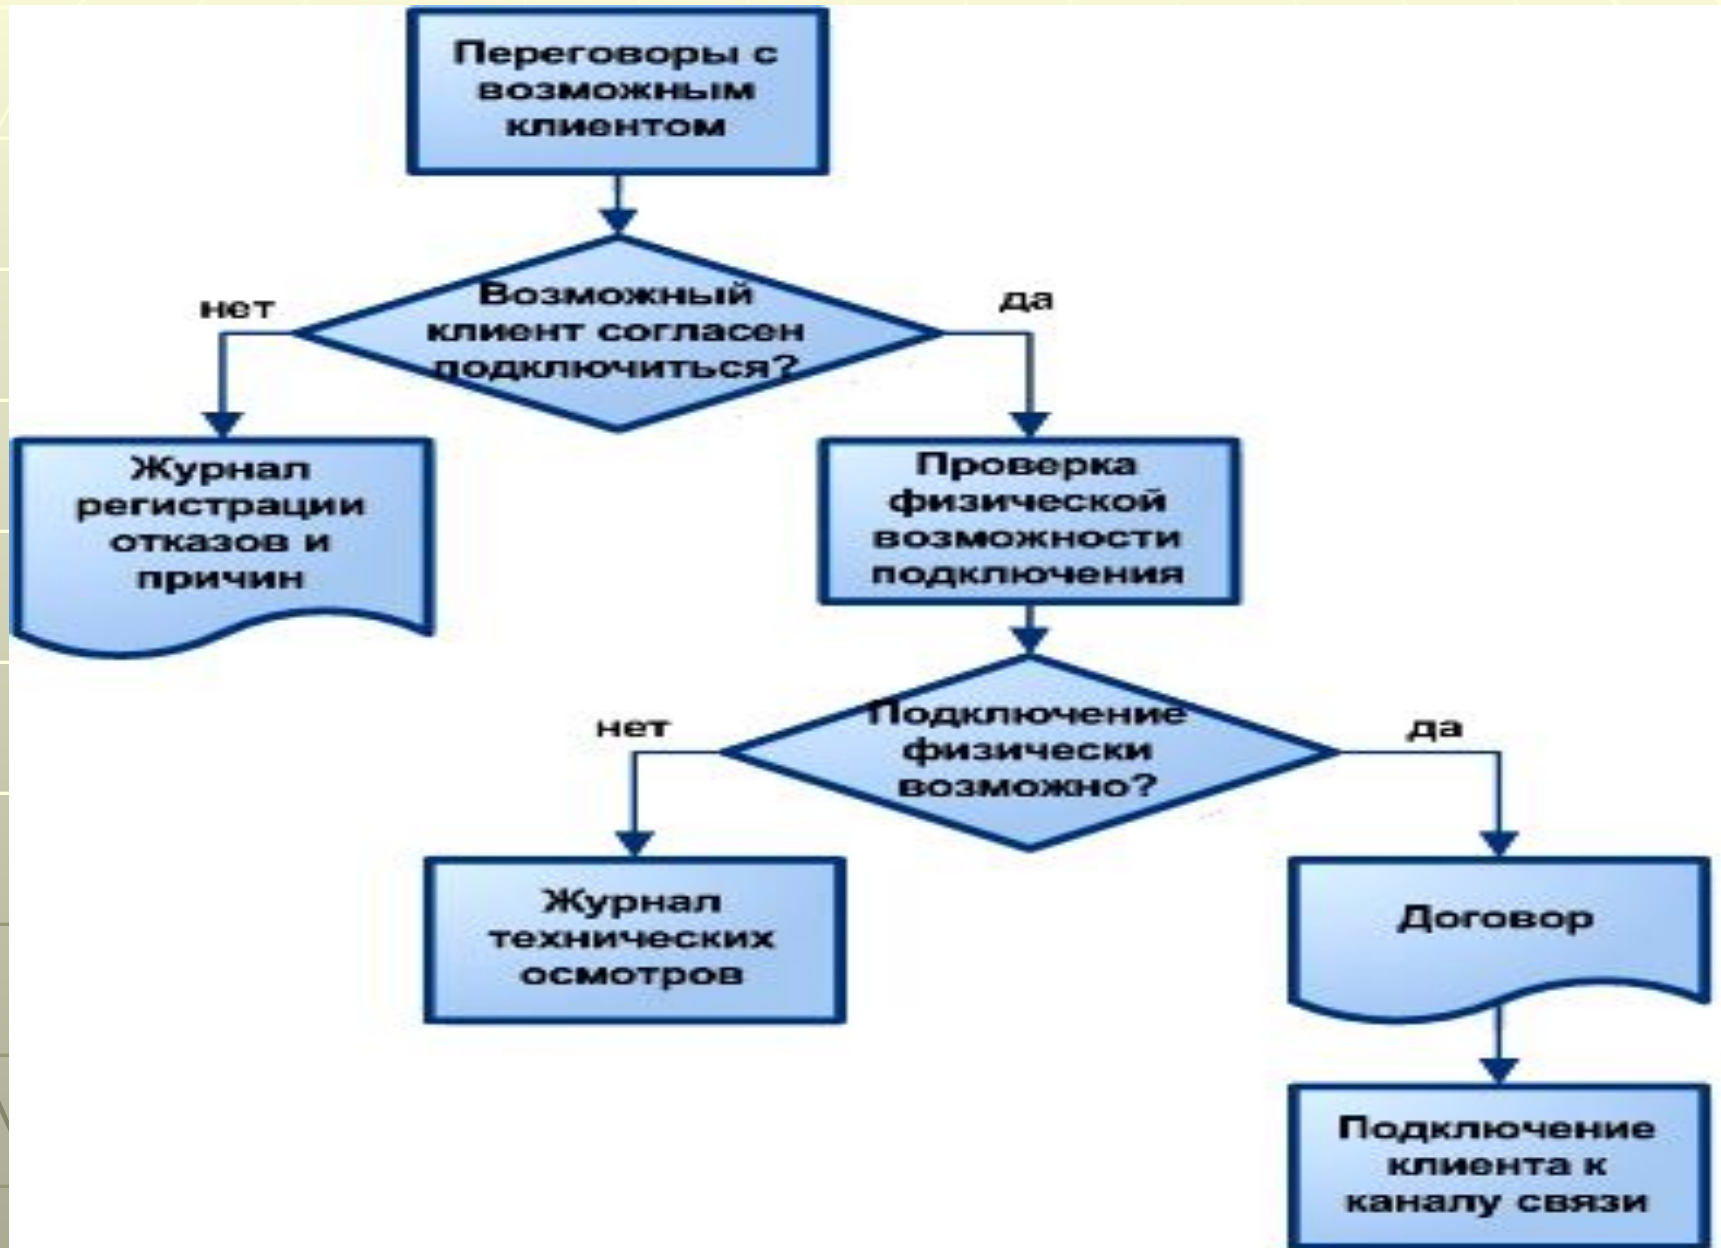 Переговоры с
возможным
клиентом
Возможный
клиент согласен
подключиться?
нет
да
Журнал
регистрации
отказов и
причин
Проверка
физической
возможности
подключения
Подключение
физически
возможно?
нет
да
Журнал
технических
осмотров
Договор
Подключение
клиента к
каналу связи